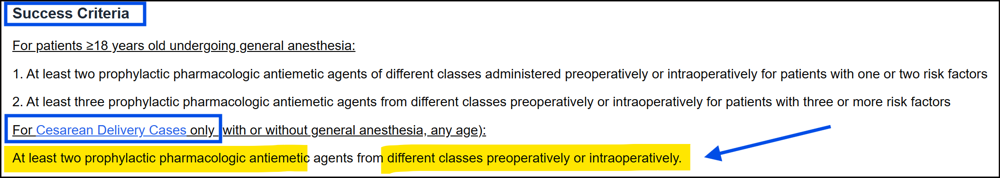 Success Criteria
For patients ≥18 years old undergoing general anesthesia:
1. At least two prophylactic pharmacologic antiemetic agents of different classes administered preoperatively or intraoperatively for patients with one or two risk factors
2. At least three prophylactic pharmacologic antiemetic agents from different classes preoperatively or intraoperatively for patients with three or more risk factors
For Cesarean Delivery Cases only (with or without general anesthesia, any age):
At least two prophylactic pharmacologic antiemetic agents from different classes preoperatively or intraoperatively.